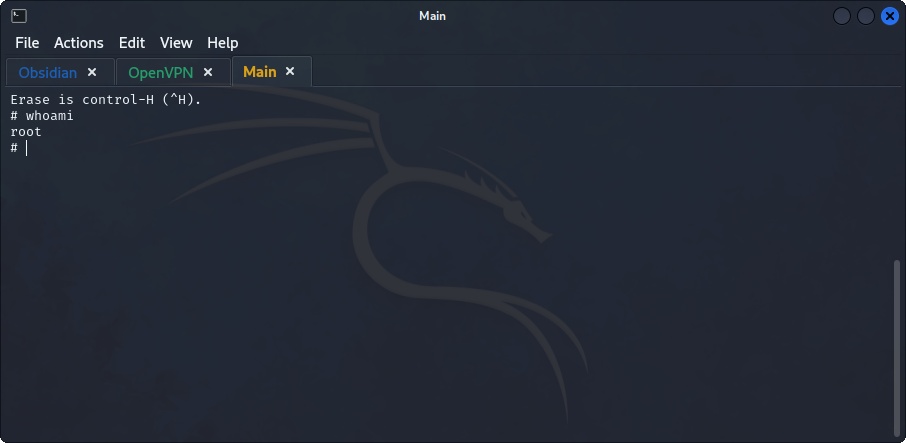 Main
File Actions Edit View Help
Obsidian OpenVPN Main
Erase is control-H (^H).
# whoami
root
#